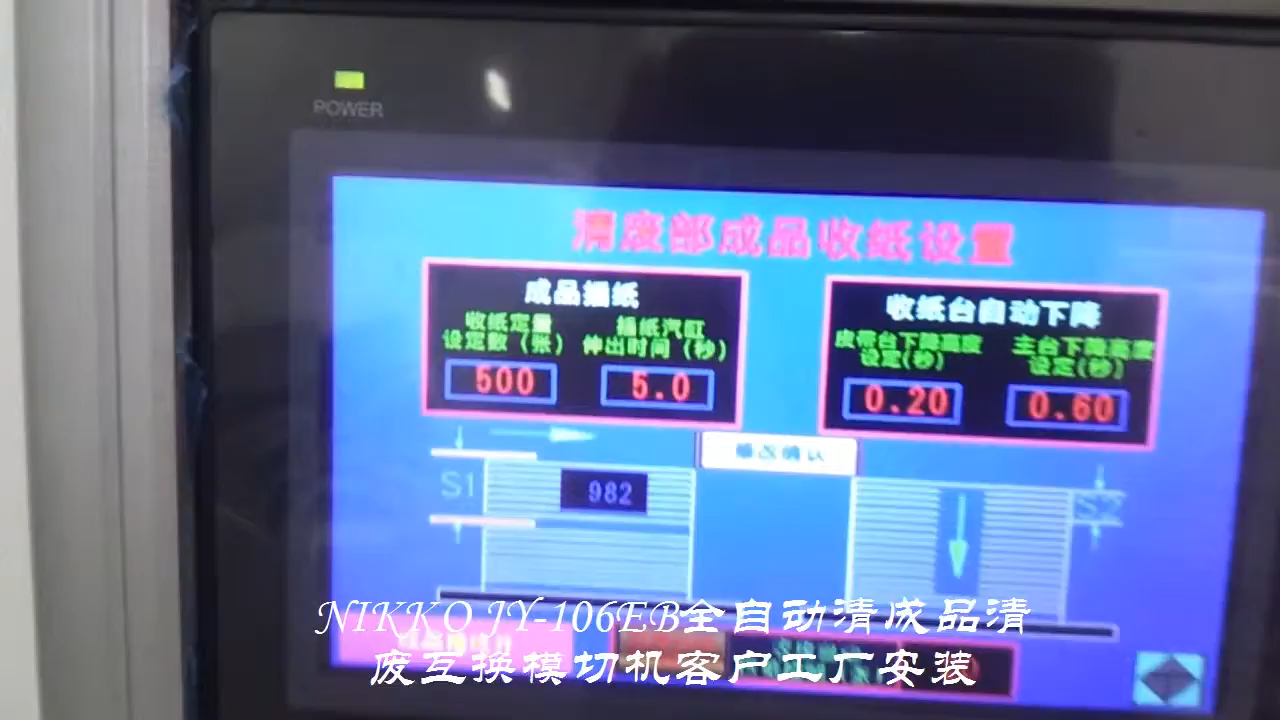 POWER
清废部成品收纸设置
成品插纸
收纸定量
设定数（张）
插纸汽缸
伸出时间（秒）
500
5.0
收纸台自动下降
皮带台下降高度
设定(秒)
主台下降高度
设定(秒)
0.20
0.60
修改确认
S1
982
S2
NIKKO JY-106EB全自动清成品清
废互换模切机客户工厂安装